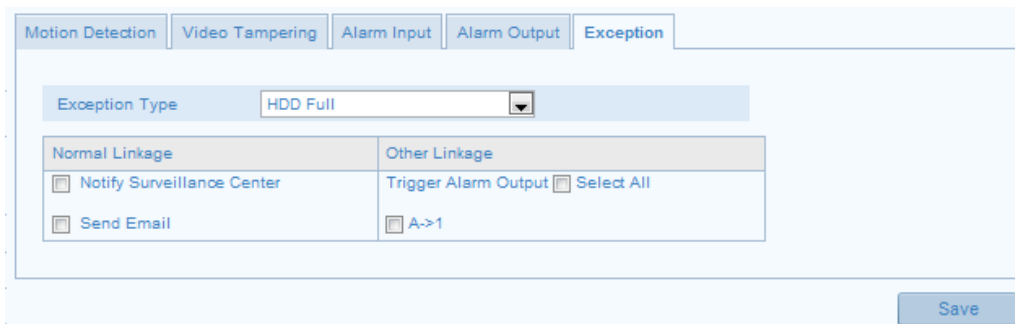 Motion Detection Video Tampering Alarm Input Alarm Output Exception
Exception Type HDD Full
Normal Linkage Other Linkage
Notify Surveillance Center Trigger Alarm Output Select All
Send Email A->1
Save